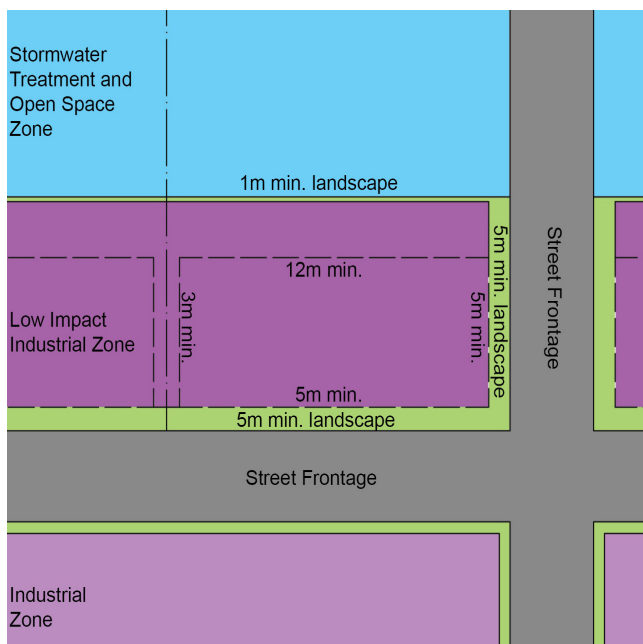 Stormwater
Treatment and
Open Space
Zone
1m min. landscape
12m min.
3m min.
5m min.
5m min. landscape
Street Frontage
Low Impact
Industrial Zone
5m min.
5m min. landscape
Street Frontage
Industrial
Zone